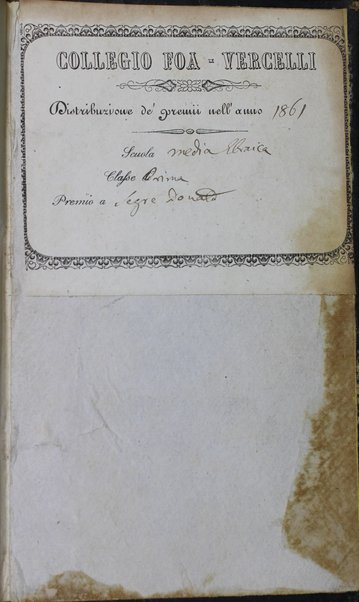 COLLEGIO FOA - VERCELLI
Distribuzione de' premii nell'anno 1861
Scuola media Ebraica
Classe Prima
Premio a Segre Donato